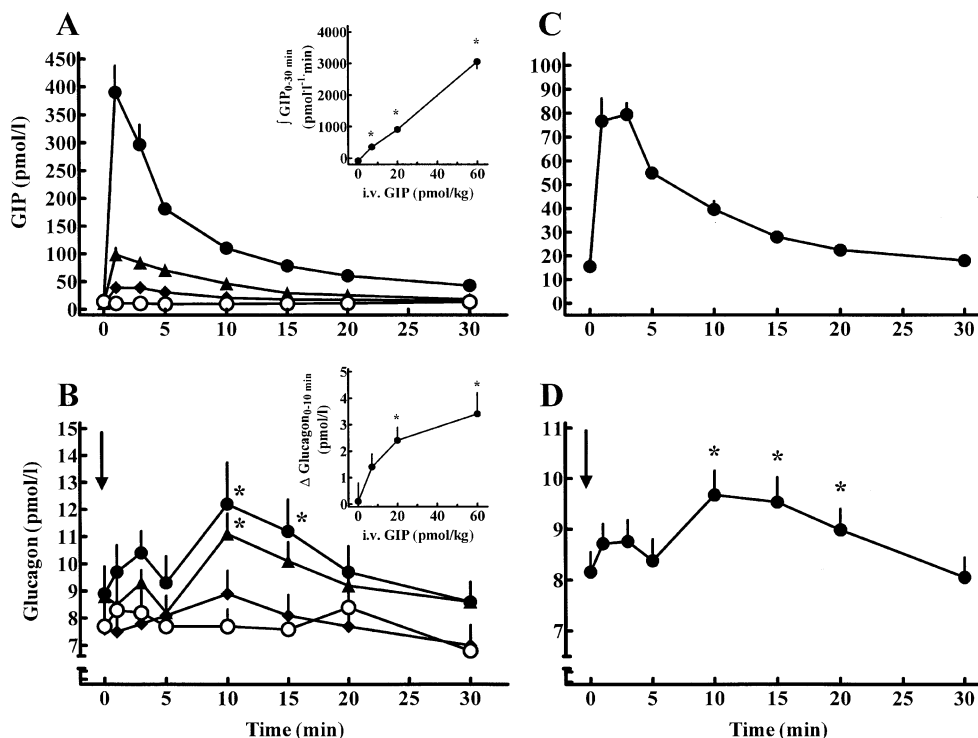 A
GIP (pmol/l)
450
400
350
300
250
200
150
100
50
0
0 5 10 15 20 25 30
∫ GIP0-30 min
(pmol·l-1·min)
4000
3000
1000
0
0 20 40 60
i.v. GIP (pmol/kg)
*
*
*
C
100
90
80
70
60
50
40
30
20
10
0
0 5 10 15 20 25 30
B
Glucagon (pmol/l)
15
14
13
12
11
10
9
8
7
0 5 10 15 20 25 30
Time (min)
*
*
*
Δ Glucagon0-10 min
(pmol/l)
5
4
3
2
1
0
0 20 40 60
i.v. GIP (pmol/kg)
*
*
D
11
10
9
8
7
0 5 10 15 20 25 30
Time (min)
* * *